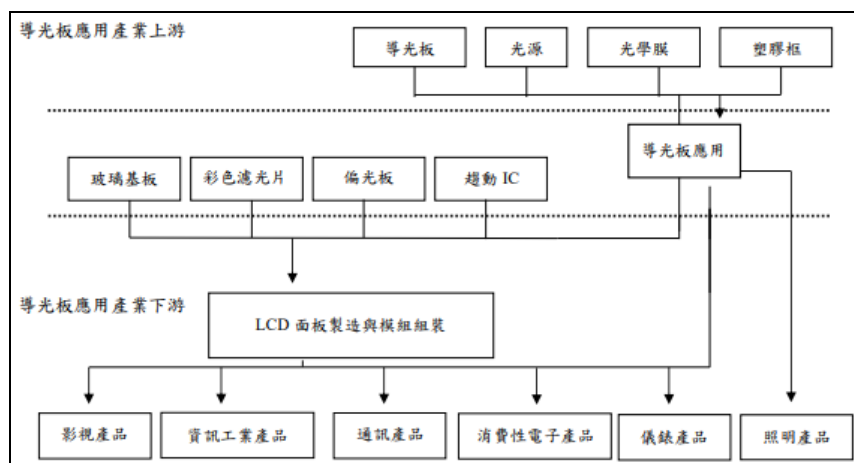 導光板應用產業上游
導光板
光源
光學膜
塑膠框
導光板應用
玻璃基板
彩色濾光片
偏光板
趨動 IC
導光板應用產業下游
LCD 面板製造與模組組裝
影視產品
資訊工業產品
通訊產品
消費性電子產品
儀錶產品
照明產品